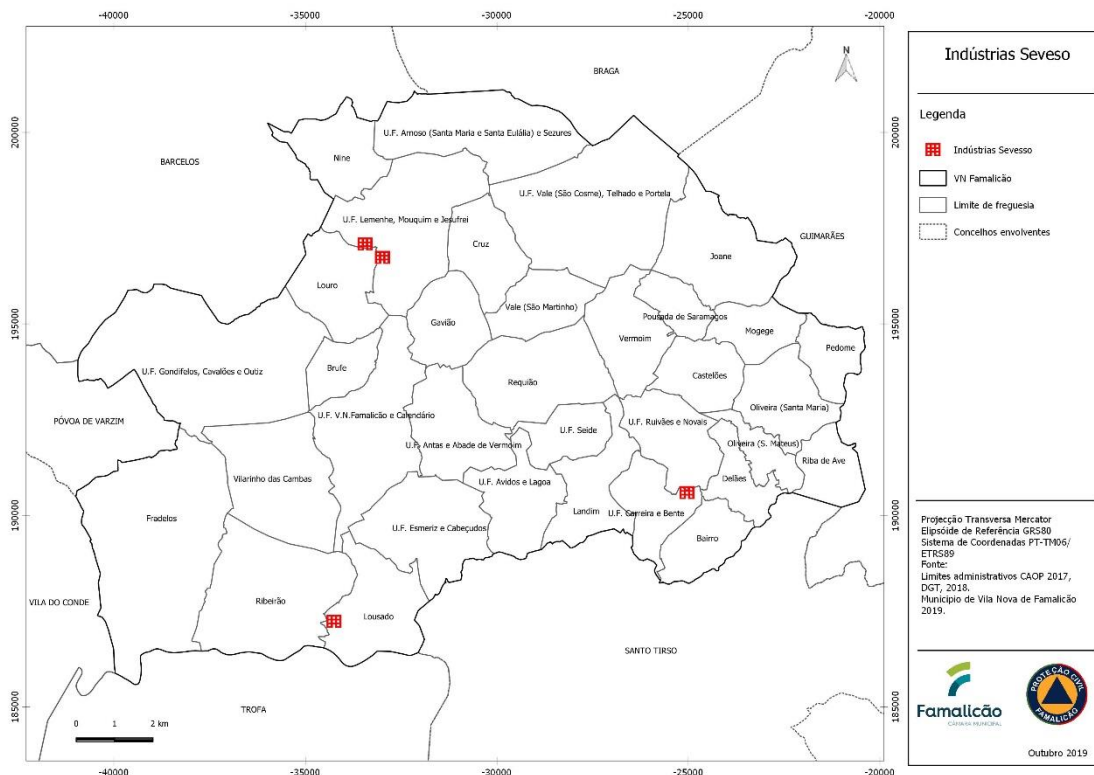 -40000 -35000 -30000 -25000 -20000
N
BRAGA
200000 200000
U.F. Arnoso (Santa Maria e Santa Eulália) e Sezures
Nine
BARCELOS
U.F. Vale (São Cosme), Telhado e Portela
U.F. Lemenhe, Mouquim e Jesufrei
GUIMARÃES
Cruz
Joane
Louro
Vale (São Martinho)
Pousada de Saramagos
195000 195000
Gavião
Mogege
Vermoim
Pedome
Brufe
U.F. Gondifelos, Cavalões e Outiz
Castelões
Requião
Oliveira (Santa Maria)
U.F. V.N.Famalicão e Calendário
PÓVOA DE VARZIM
U.F. Ruivães e Novais
U.F. Seide
U.F. Antas e Abade de Vermoim
Oliveira (S. Mateus)
Riba de Ave
Vilarinho das Cambas
U.F. Avidos e Lagoa
Delães
190000 190000
Fradelos
Landim
U.F. Carreira e Bente
U.F. Esmeriz e Cabeçudos
Bairro
VILA DO CONDE
Ribeirão
Lousado
SANTO TIRSO
TROFA
185000 185000
0 1 2 km
-40000 -35000 -30000 -25000 -20000
Indústrias Seveso
Legenda
Indústrias Sevesso
VN Famalicão
Limite de freguesia
Concelhos envolventes
Projecção Transversa Mercator
Elipsóide de Referência GRS80
Sistema de Coordenadas PT-TM06/
ETRS89
Fonte:
Limites administrativos CAOP 2017,
DGT, 2018.
Municipio de Vila Nova de Famalicão
2019.
Famalicão
CÂMARA MUNICIPAL
PROTEÇÃO CIVIL
FAMALICÃO
Outubro 2019